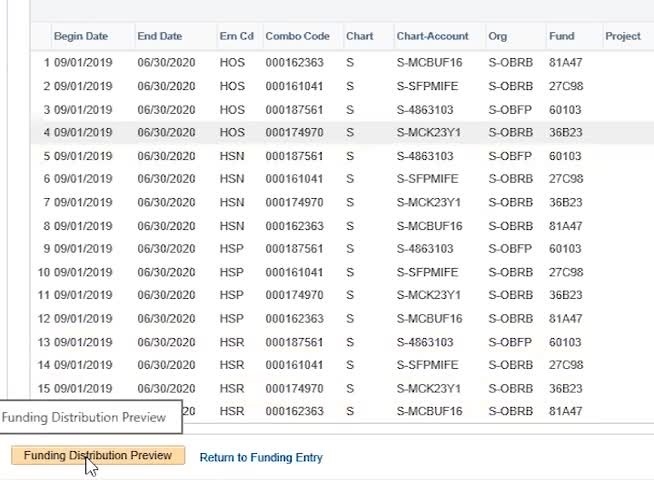 Begin Date End Date Ern Cd Combo Code Chart Chart-Account Org Fund Project
1 09/01/2019 06/30/2020 HOS 000162363 S S-MCBUF16 S-OBRB 81A47
2 09/01/2019 06/30/2020 HOS 000161041 S S-SFPMIFE S-OBRB 27C98
3 09/01/2019 06/30/2020 HOS 000187561 S S-4863103 S-OBFP 60103
4 09/01/2019 06/30/2020 HOS 000174970 S S-MCK23Y1 S-OBRB 36B23
5 09/01/2019 06/30/2020 HSN 000187561 S S-4863103 S-OBFP 60103
6 09/01/2019 06/30/2020 HSN 000161041 S S-SFPMIFE S-OBRB 27C98
7 09/01/2019 06/30/2020 HSN 000174970 S S-MCK23Y1 S-OBRB 36B23
8 09/01/2019 06/30/2020 HSN 000162363 S S-MCBUF16 S-OBRB 81A47
9 09/01/2019 06/30/2020 HSP 000187561 S S-4863103 S-OBFP 60103
10 09/01/2019 06/30/2020 HSP 000161041 S S-SFPMIFE S-OBRB 27C98
11 09/01/2019 06/30/2020 HSP 000174970 S S-MCK23Y1 S-OBRB 36B23
12 09/01/2019 06/30/2020 HSP 000162363 S S-MCBUF16 S-OBRB 81A47
13 09/01/2019 06/30/2020 HSR 000187561 S S-4863103 S-OBFP 60103
14 09/01/2019 06/30/2020 HSR 000161041 S S-SFPMIFE S-OBRB 27C98
15 09/01/2019 06/30/2020 HSR 000174970 S S-MCK23Y1 S-OBRB 36B23
20 HSR 000162363 S S-MCBUF16 S-OBRB 81A47
Funding Distribution Preview
Funding Distribution Preview Return to Funding Entry